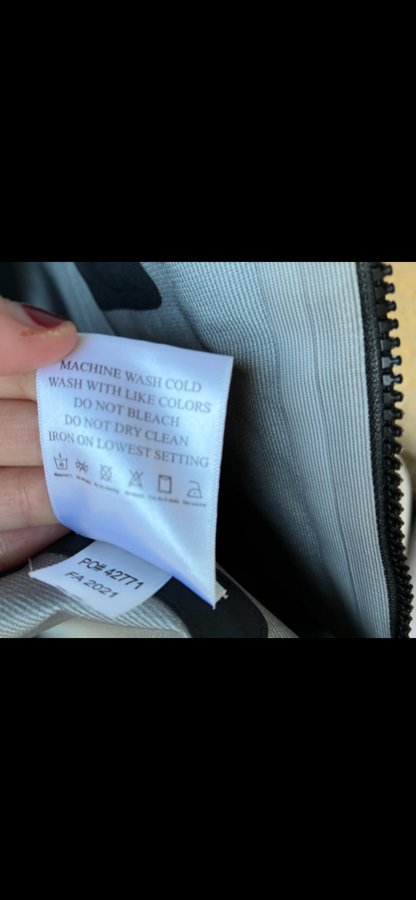 MACHINE WASH COLD
WASH WITH LIKE COLORS
DO NOT BLEACH
DO NOT DRY CLEAN
IRON ON LOWEST SETTING
PO# 42771
FA 2021